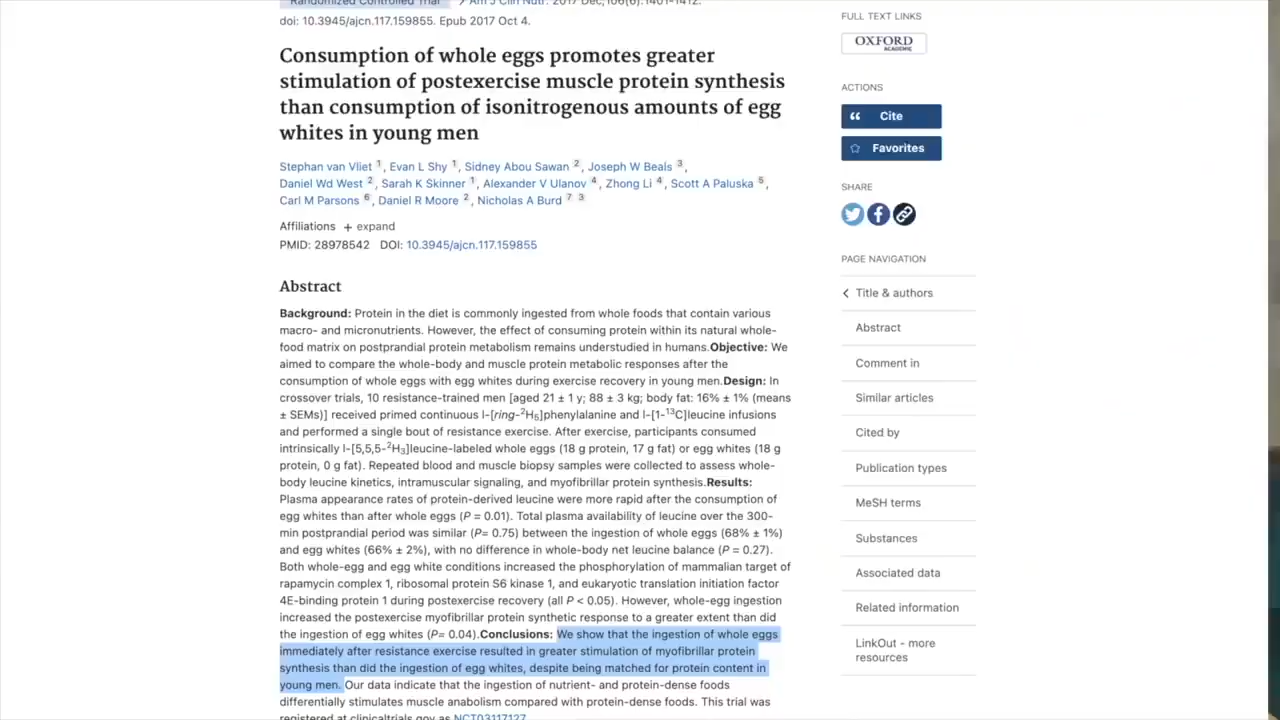 Randomized Controlled Trial > Am J Clin Nutr. 2017 Dec;106(6):1401-1412.
doi: 10.3945/ajcn.117.159855. Epub 2017 Oct 4.
Consumption of whole eggs promotes greater
stimulation of postexercise muscle protein synthesis
than consumption of isonitrogenous amounts of egg
whites in young men
Stephan van Vliet 1, Evan L Shy 1, Sidney Abou Sawan 2, Joseph W Beals 3,
Daniel Wd West 2, Sarah K Skinner 1, Alexander V Ulanov 4, Zhong Li 4, Scott A Paluska 5,
Carl M Parsons 6, Daniel R Moore 2, Nicholas A Burd 7 3
Affiliations + expand
PMID: 28978542 DOI: 10.3945/ajcn.117.159855
Abstract
Background: Protein in the diet is commonly ingested from whole foods that contain various
macro- and micronutrients. However, the effect of consuming protein within its natural whole-
food matrix on postprandial protein metabolism remains understudied in humans.Objective: We
aimed to compare the whole-body and muscle protein metabolic responses after the
consumption of whole eggs with egg whites during exercise recovery in young men.Design: In
crossover trials, 10 resistance-trained men [aged 21 ± 1 y; 88 ± 3 kg; body fat: 16% ± 1% (means
± SEMs)] received primed continuous l-[ring-2H5]phenylalanine and l-[1-13C]leucine infusions
and performed a single bout of resistance exercise. After exercise, participants consumed
intrinsically l-[5,5,5-2H3]leucine-labeled whole eggs (18 g protein, 17 g fat) or egg whites (18 g
protein, 0 g fat). Repeated blood and muscle biopsy samples were collected to assess whole-
body leucine kinetics, intramuscular signaling, and myofibrillar protein synthesis.Results:
Plasma appearance rates of protein-derived leucine were more rapid after the consumption of
egg whites than after whole eggs (P = 0.01). Total plasma availability of leucine over the 300-
min postprandial period was similar (P= 0.75) between the ingestion of whole eggs (68% ± 1%)
and egg whites (66% ± 2%), with no difference in whole-body net leucine balance (P = 0.27).
Both whole-egg and egg white conditions increased the phosphorylation of mammalian target of
rapamycin complex 1, ribosomal protein S6 kinase 1, and eukaryotic translation initiation factor
4E-binding protein 1 during postexercise recovery (all P < 0.05). However, whole-egg ingestion
increased the postexercise myofibrillar protein synthetic response to a greater extent than did
the ingestion of egg whites (P= 0.04).Conclusions: We show that the ingestion of whole eggs
immediately after resistance exercise resulted in greater stimulation of myofibrillar protein
synthesis than did the ingestion of egg whites, despite being matched for protein content in
young men. Our data indicate that the ingestion of nutrient- and protein-dense foods
differentially stimulates muscle anabolism compared with protein-dense foods. This trial was
registered at clinicaltrials.gov as NCT03117127.
FULL TEXT LINKS
OXFORD
ACADEMIC
ACTIONS
Cite
Favorites
SHARE
PAGE NAVIGATION
Title & authors
Abstract
Comment in
Similar articles
Cited by
Publication types
MeSH terms
Substances
Associated data
Related information
LinkOut - more
resources